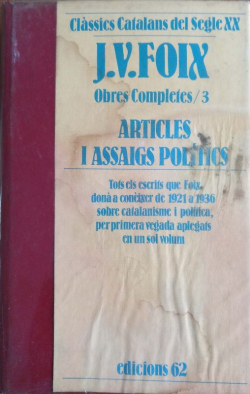 Clàssics Catalans del Segle XX
J.V.FOIX
Obres Completes/3
ARTICLES
I ASSAIGS POLÍTICS
Tots els escrits que Foix,
donà a conèixer de 1921 a 1936
sobre catalanisme i política,
per primera vegada aplegats
en un sol volum
edicions 62